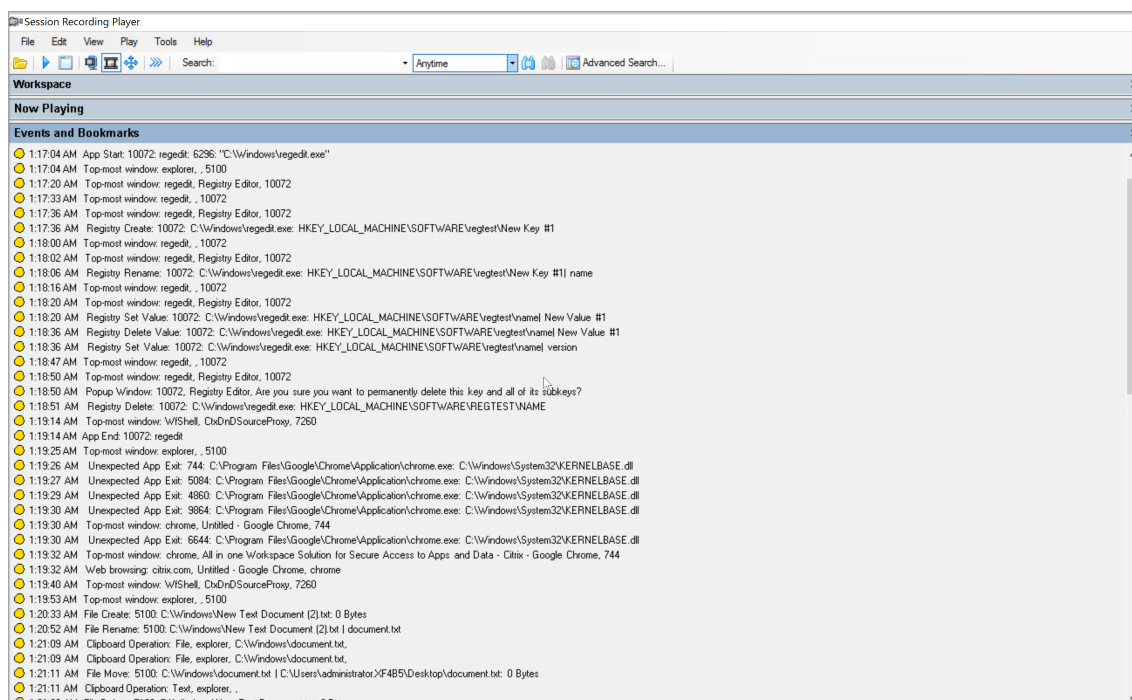 Session Recording Player
File Edit View Play Tools Help
Search: Anytime Advanced Search...
Workspace
Now Playing
Events and Bookmarks
1:17:04 AM App Start: 10072: regedit: 6296: "C:\Windows\regedit.exe"
1:17:04 AM Top-most window: explorer, , 5100
1:17:20 AM Top-most window: regedit, Registry Editor, 10072
1:17:33 AM Top-most window: regedit, , 10072
1:17:36 AM Top-most window: regedit, Registry Editor, 10072
1:17:36 AM Registry Create: 10072: C:\Windows\regedit.exe: HKEY_LOCAL_MACHINE\SOFTWARE\regtest\New Key #1
1:18:00 AM Top-most window: regedit, , 10072
1:18:02 AM Top-most window: regedit, Registry Editor, 10072
1:18:06 AM Registry Rename: 10072: C:\Windows\regedit.exe: HKEY_LOCAL_MACHINE\SOFTWARE\regtest\New Key #1| name
1:18:16 AM Top-most window: regedit, , 10072
1:18:20 AM Top-most window: regedit, Registry Editor, 10072
1:18:20 AM Registry Set Value: 10072: C:\Windows\regedit.exe: HKEY_LOCAL_MACHINE\SOFTWARE\regtest\name| New Value #1
1:18:36 AM Registry Delete Value: 10072: C:\Windows\regedit.exe: HKEY_LOCAL_MACHINE\SOFTWARE\regtest\name| New Value #1
1:18:36 AM Registry Set Value: 10072: C:\Windows\regedit.exe: HKEY_LOCAL_MACHINE\SOFTWARE\regtest\name| version
1:18:47 AM Top-most window: regedit, , 10072
1:18:50 AM Top-most window: regedit, Registry Editor, 10072
1:18:50 AM Popup Window: 10072, Registry Editor, Are you sure you want to permanently delete this key and all of its subkeys?
1:18:51 AM Registry Delete: 10072: C:\Windows\regedit.exe: HKEY_LOCAL_MACHINE\SOFTWARE\REGTEST\NAME
1:19:14 AM Top-most window: WfShell, CtxDnDSourceProxy, 7260
1:19:14 AM App End: 10072: regedit
1:19:25 AM Top-most window: explorer, , 5100
1:19:26 AM Unexpected App Exit: 744: C:\Program Files\Google\Chrome\Application\chrome.exe: C:\Windows\System32\KERNELBASE.dll
1:19:27 AM Unexpected App Exit: 5084: C:\Program Files\Google\Chrome\Application\chrome.exe: C:\Windows\System32\KERNELBASE.dll
1:19:29 AM Unexpected App Exit: 4860: C:\Program Files\Google\Chrome\Application\chrome.exe: C:\Windows\System32\KERNELBASE.dll
1:19:30 AM Unexpected App Exit: 9864: C:\Program Files\Google\Chrome\Application\chrome.exe: C:\Windows\System32\KERNELBASE.dll
1:19:30 AM Top-most window: chrome, Untitled - Google Chrome, 744
1:19:30 AM Unexpected App Exit: 6644: C:\Program Files\Google\Chrome\Application\chrome.exe: C:\Windows\System32\KERNELBASE.dll
1:19:32 AM Top-most window: chrome, All in one Workspace Solution for Secure Access to Apps and Data - Citrix - Google Chrome, 744
1:19:32 AM Web browsing: citrix.com, Untitled - Google Chrome, chrome
1:19:40 AM Top-most window: WfShell, CtxDnDSourceProxy, 7260
1:19:53 AM Top-most window: explorer, , 5100
1:20:33 AM File Create: 5100: C:\Windows\New Text Document (2).txt: 0 Bytes
1:20:52 AM File Rename: 5100: C:\Windows\New Text Document (2).txt | document.txt
1:21:09 AM Clipboard Operation: File, explorer, C:\Windows\document.txt,
1:21:09 AM Clipboard Operation: File, explorer, C:\Windows\document.txt,
1:21:11 AM File Move: 5100: C:\Windows\document.txt | C:\Users\administrator.XF4B5\Desktop\document.txt: 0 Bytes
1:21:11 AM Clipboard Operation: Text, explorer, ,